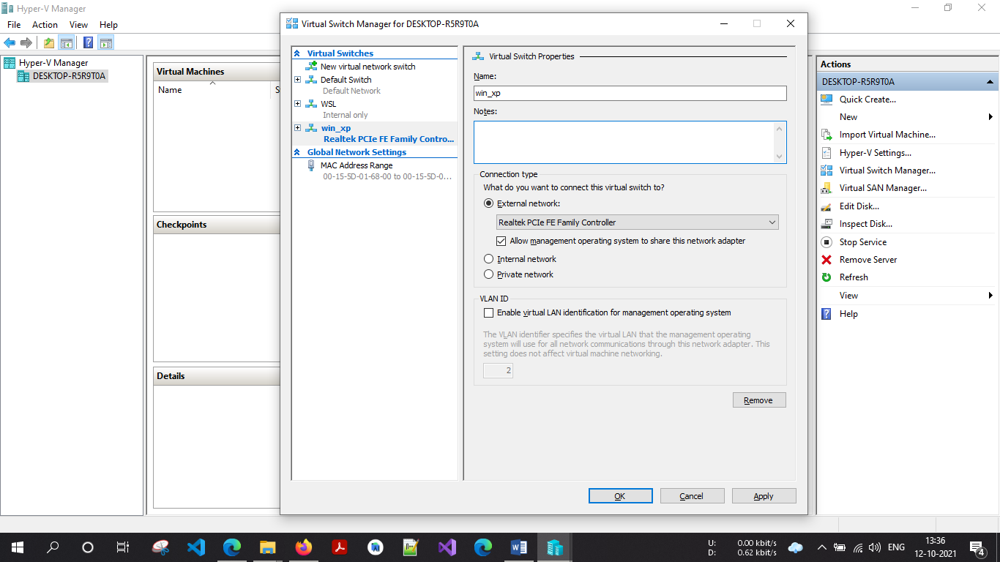 Hyper-V Manager
File Action View Help
Hyper-V Manager
DESKTOP-R5R9T0A
Virtual Machines
Name
S
Checkpoints
Details
Virtual Switch Manager for DESKTOP-R5R9T0A
Virtual Switches
New virtual network switch
Default Switch
Default Network
WSL
Internal only
win_xp
Realtek PCIe FE Family Contro...
Global Network Settings
MAC Address Range
00-15-5D-01-68-00 to 00-15-5D-0...
Virtual Switch Properties
Name:
win_xp
Notes:
Connection type
What do you want to connect this virtual switch to?
External network:
Realtek PCIe FE Family Controller
Allow management operating system to share this network adapter
Internal network
Private network
VLAN ID
Enable virtual LAN identification for management operating system
The VLAN identifier specifies the virtual LAN that the management operating
system will use for all network communications through this network adapter. This
setting does not affect virtual machine networking.
2
Remove
OK Cancel Apply
Actions
DESKTOP-R5R9T0A
Quick Create...
New
Import Virtual Machine...
Hyper-V Settings...
Virtual Switch Manager...
Virtual SAN Manager...
Edit Disk...
Inspect Disk...
Stop Service
Remove Server
Refresh
View
Help
U: 0.00 kbit/s
D: 0.62 kbit/s
ENG
13:36
12-10-2021
4